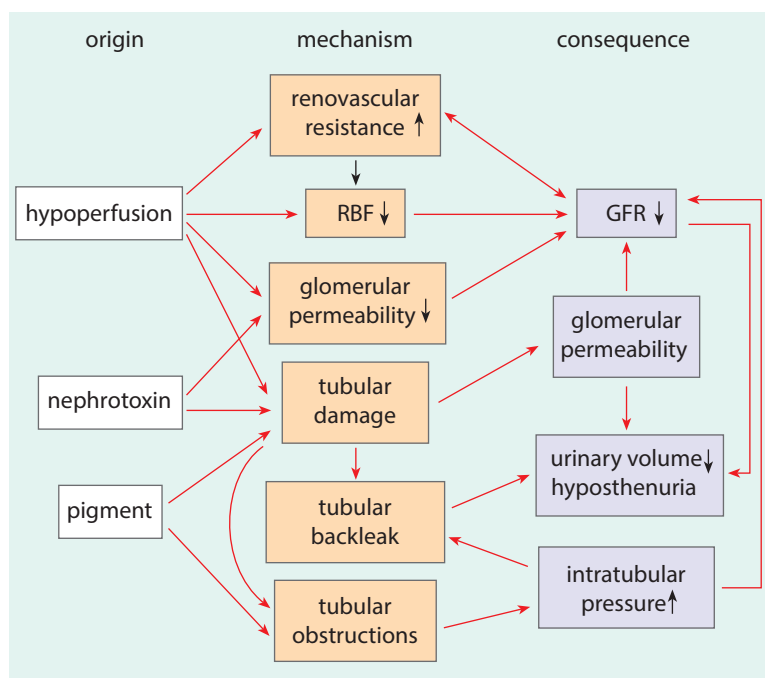 origin
mechanism
consequence
renovascular
resistance ↑
hypoperfusion
RBF ↓
GFR ↓
glomerular
permeability ↓
glomerular
permeability
nephrotoxin
tubular
damage
urinary volume ↓
hyposthenuria
pigment
tubular
backleak
intratubular
pressure ↑
tubular
obstructions